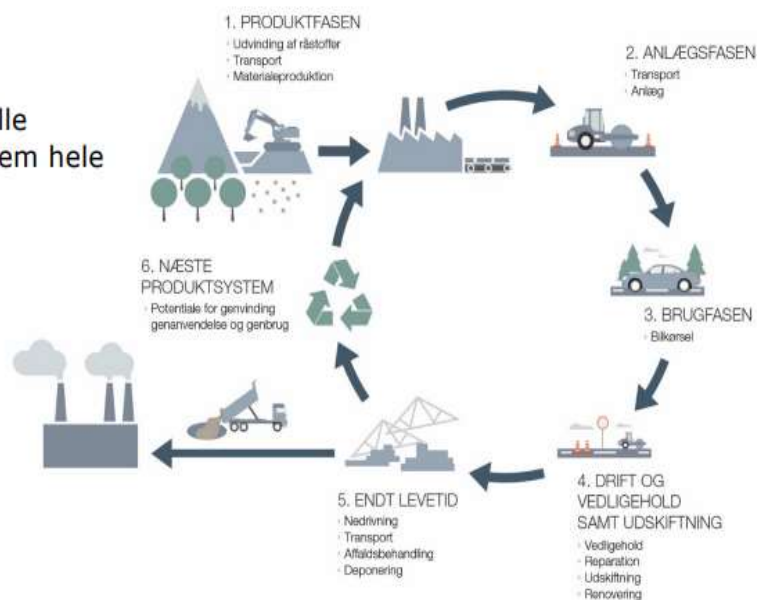 lle
em hele
1. PRODUKTFASEN
· Udvinding af råstoffer
· Transport
· Materialeproduktion
2. ANLÆGSFASEN
· Transport
· Anlæg
3. BRUGFASEN
· Bilkørsel
4. DRIFT OG
VEDLIGEHOLD
SAMT UDSKIFTNING
· Vedligehold
· Reparation
· Udskiftning
· Renovering
5. ENDT LEVETID
· Nedrivning
· Transport
· Affaldsbehandling
· Deponering
6. NÆSTE
PRODUKTSYSTEM
· Potentiale for genvinding
genanvendelse og genbrug